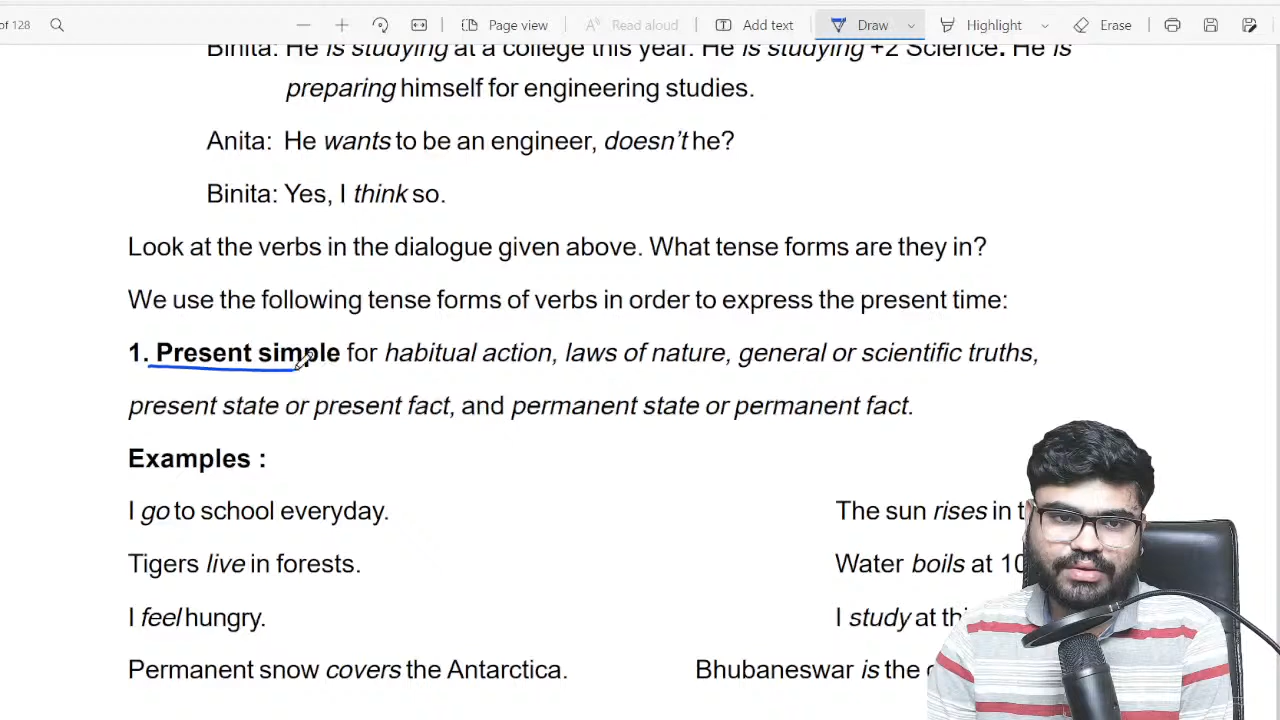 of 128 Page view Read aloud Add text Draw Highlight Erase
Binita: He is studying at a college this year. He is studying +2 Science. He is
preparing himself for engineering studies.
Anita: He wants to be an engineer, doesn't he?
Binita: Yes, I think so.
Look at the verbs in the dialogue given above. What tense forms are they in?
We use the following tense forms of verbs in order to express the present time:
1. Present simple for habitual action, laws of nature, general or scientific truths,
present state or present fact, and permanent state or permanent fact.
Examples :
I go to school everyday. The sun rises in
Tigers live in forests. Water boils at
I feel hungry. I study at
Permanent snow covers the Antarctica. Bhubaneswar is the